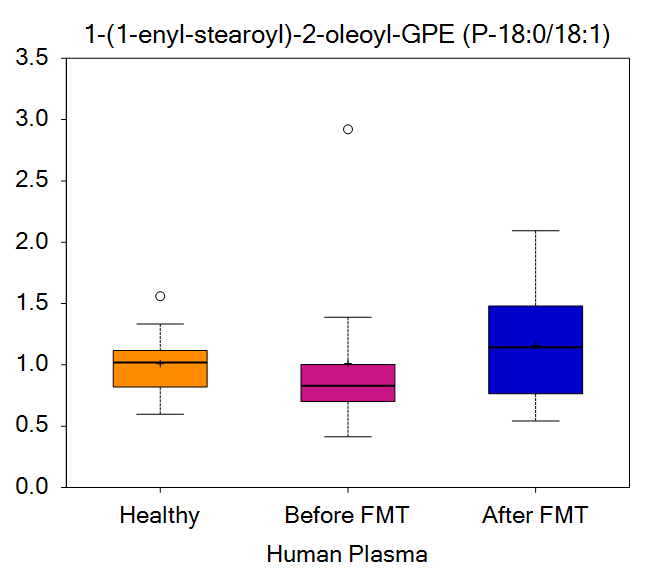 1-(1-enyl-stearoyl)-2-oleoyl-GPE (P-18:0/18:1)
3.5
3.0
2.5
2.0
1.5
1.0
0.5
0.0
Healthy Before FMT After FMT
Human Plasma